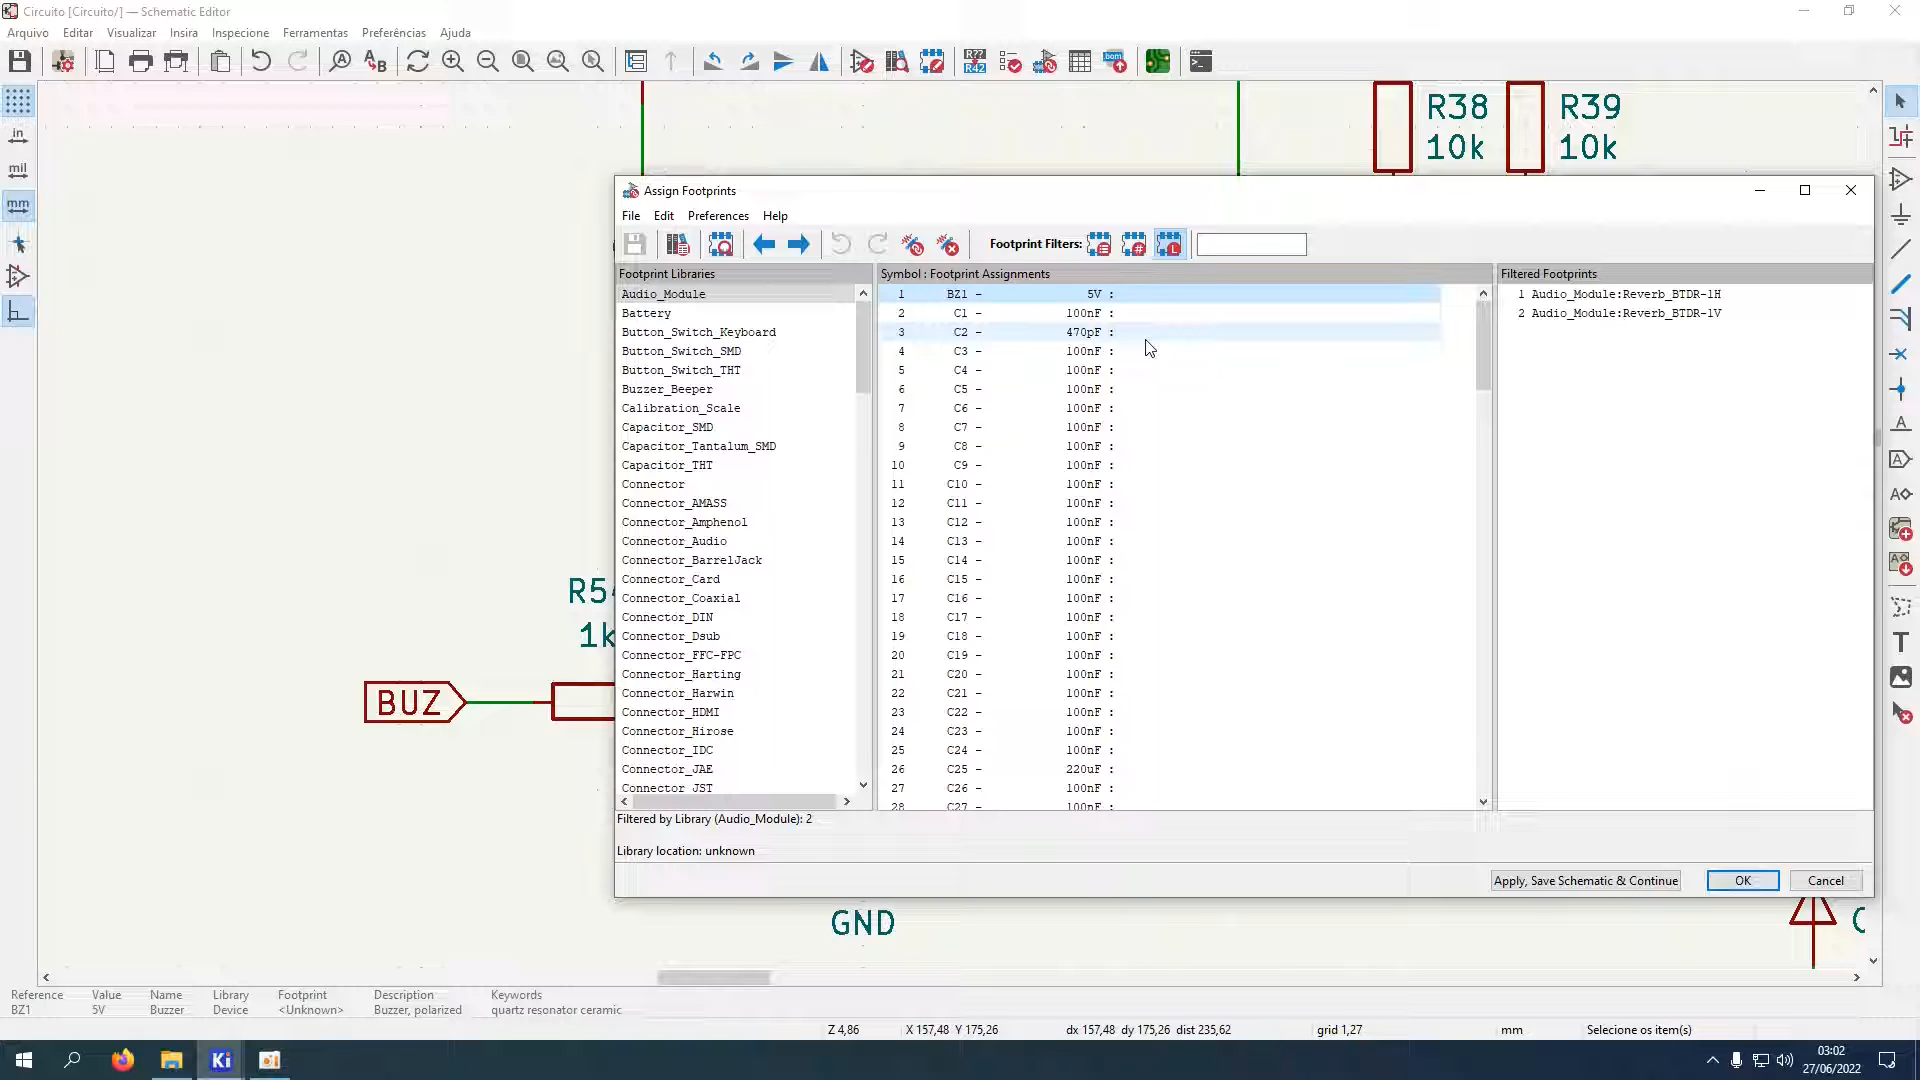 Circuito [Circuito/] — Schematic Editor
Arquivo Editar Visualizar Insira Inspecione Ferramentas Preferências Ajuda
R38 R39
10k 10k
Assign Footprints
File Edit Preferences Help
Footprint Filters:
Footprint Libraries
Audio_Module
Battery
Button_Switch_Keyboard
Button_Switch_SMD
Button_Switch_THT
Buzzer_Beeper
Calibration_Scale
Capacitor_SMD
Capacitor_Tantalum_SMD
Capacitor_THT
Connector
Connector_AMASS
Connector_Amphenol
Connector_Audio
Connector_BarrelJack
Connector_Card
Connector_Coaxial
Connector_DIN
Connector_Dsub
Connector_FFC-FPC
Connector_Harting
Connector_Harwin
Connector_HDMI
Connector_Hirose
Connector_IDC
Connector_JAE
Connector_JST
Symbol : Footprint Assignments
1 BZ1 - 5V :
2 C1 - 100nF :
3 C2 - 470pF :
4 C3 - 100nF :
5 C4 - 100nF :
6 C5 - 100nF :
7 C6 - 100nF :
8 C7 - 100nF :
9 C8 - 100nF :
10 C9 - 100nF :
11 C10 - 100nF :
12 C11 - 100nF :
13 C12 - 100nF :
14 C13 - 100nF :
15 C14 - 100nF :
16 C15 - 100nF :
17 C16 - 100nF :
18 C17 - 100nF :
19 C18 - 100nF :
20 C19 - 100nF :
21 C20 - 100nF :
22 C21 - 100nF :
23 C22 - 100nF :
24 C23 - 100nF :
25 C24 - 100nF :
26 C25 - 220uF :
27 C26 - 100nF :
28 C27 - 100nF :
Filtered Footprints
1 Audio_Module:Reverb_BTDR-1H
2 Audio_Module:Reverb_BTDR-1V
Filtered by Library (Audio_Module): 2
Library location: unknown
Apply, Save Schematic & Continue OK Cancel
in
mil
mm
1k
BUZ
GND
Reference Value Name Library Footprint Description Keywords
BZ1 5V Buzzer Device <Unknown> Buzzer, polarized quartz resonator ceramic
Z 4,86 X 157,48 Y 175,26 dx 157,48 dy 175,26 dist 235,62 grid 1,27 mm Selecione os item(s)
Ki
03:02
27/06/2022